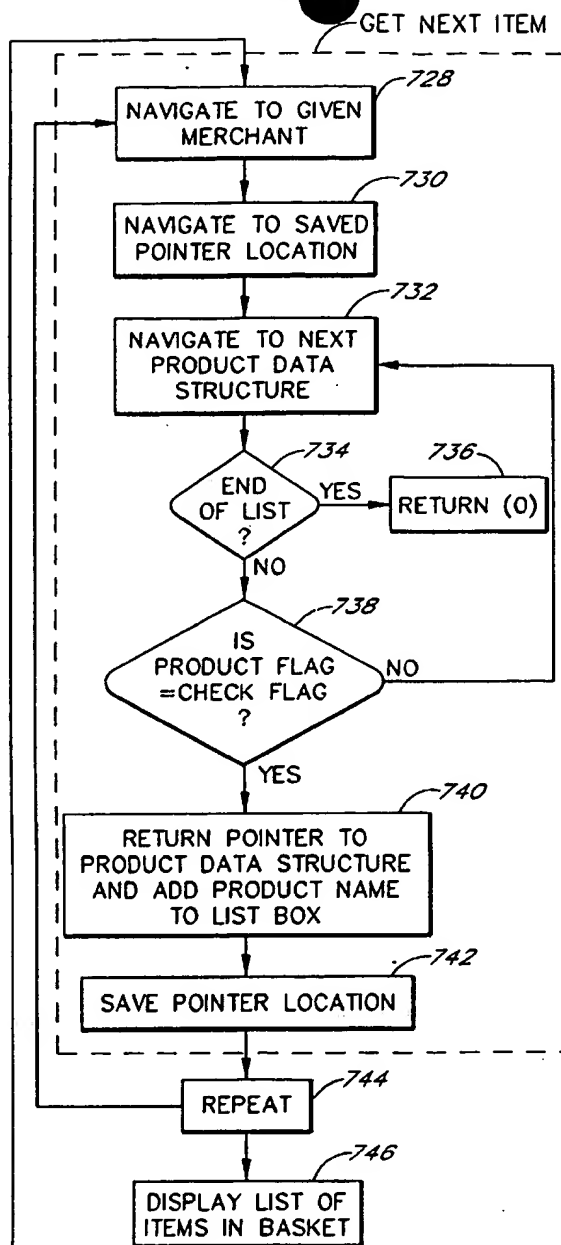 GET NEXT ITEM
728
NAVIGATE TO GIVEN
MERCHANT
730
NAVIGATE TO SAVED
POINTER LOCATION
732
NAVIGATE TO NEXT
PRODUCT DATA
STRUCTURE
734
END
OF LIST
?
YES
736
RETURN (0)
NO
738
IS
PRODUCT FLAG
=CHECK FLAG
?
NO
YES
740
RETURN POINTER TO
PRODUCT DATA STRUCTURE
AND ADD PRODUCT NAME
TO LIST BOX
742
SAVE POINTER LOCATION
744
REPEAT
746
DISPLAY LIST OF
ITEMS IN BASKET